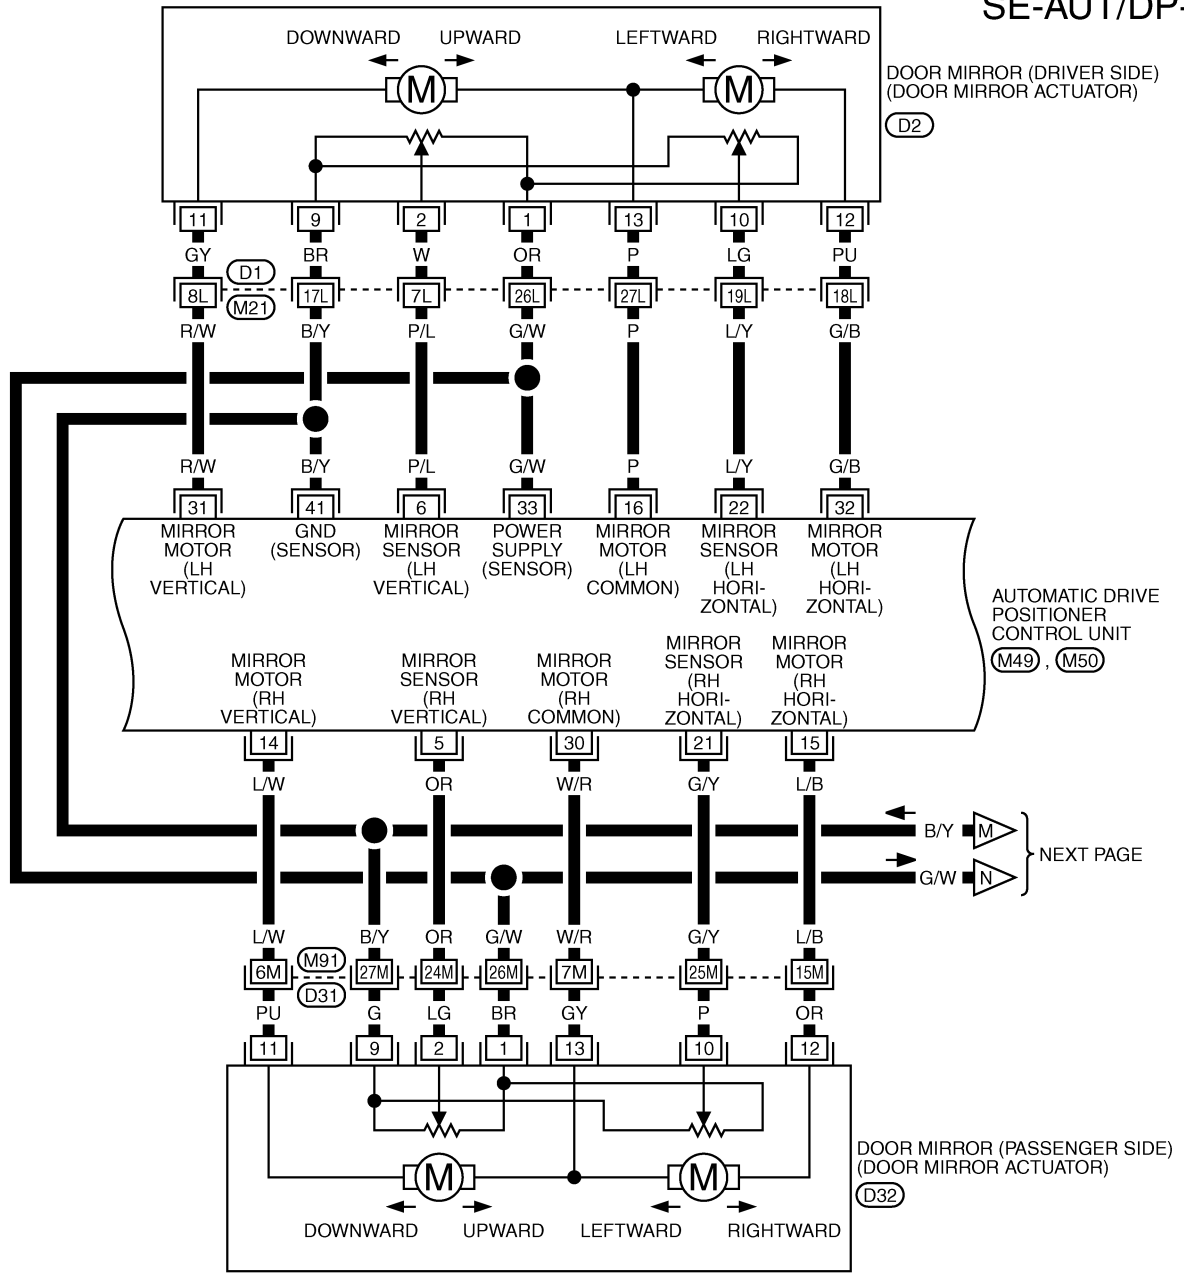 SE-AUT/DP-
DOWNWARD UPWARD LEFTWARD RIGHTWARD
M M
DOOR MIRROR (DRIVER SIDE)
(DOOR MIRROR ACTUATOR)
D2
11 9 2 1 13 10 12
GY BR W OR P LG PU
D1
8L 17L 7L 26L 27L 19L 18L
M21
R/W B/Y P/L G/W P L/Y G/B
R/W B/Y P/L G/W P L/Y G/B
31 41 6 33 16 22 32
MIRROR MOTOR (LH VERTICAL)
GND (SENSOR)
MIRROR SENSOR (LH VERTICAL)
POWER SUPPLY (SENSOR)
MIRROR MOTOR (LH COMMON)
MIRROR SENSOR (LH HORI-ZONTAL)
MIRROR MOTOR (LH HORI-ZONTAL)
AUTOMATIC DRIVE
POSITIONER
CONTROL UNIT
M49 , M50
MIRROR MOTOR (RH VERTICAL)
MIRROR SENSOR (RH VERTICAL)
MIRROR MOTOR (RH COMMON)
MIRROR SENSOR (RH HORI-ZONTAL)
MIRROR MOTOR (RH HORI-ZONTAL)
14 5 30 21 15
L/W OR W/R G/Y L/B
B/Y M
NEXT PAGE
G/W N
L/W B/Y OR G/W W/R G/Y L/B
M91
6M 27M 24M 26M 7M 25M 15M
D31
PU G LG BR GY P OR
11 9 2 1 13 10 12
DOOR MIRROR (PASSENGER SIDE)
(DOOR MIRROR ACTUATOR)
D32
M M
DOWNWARD UPWARD LEFTWARD RIGHTWARD